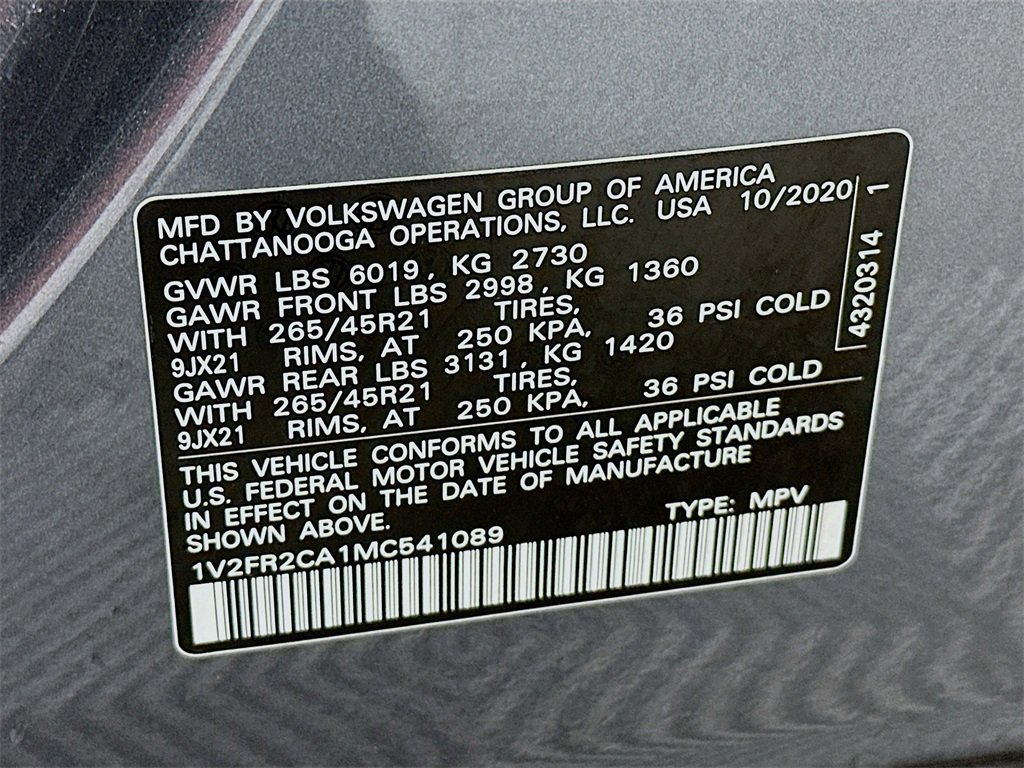 MFD BY VOLKSWAGEN GROUP OF AMERICA
CHATTANOOGA OPERATIONS, LLC. USA 10/2020
GVWR LBS 6019, KG 2730
GAWR FRONT LBS 2998, KG 1360
WITH 265/45R21 TIRES,
9JX21 RIMS, AT 250 KPA, 36 PSI COLD
GAWR REAR LBS 3131, KG 1420
WITH 265/45R21 TIRES,
9JX21 RIMS, AT 250 KPA, 36 PSI COLD
4320314 1
THIS VEHICLE CONFORMS TO ALL APPLICABLE
U.S. FEDERAL MOTOR VEHICLE SAFETY STANDARDS
IN EFFECT ON THE DATE OF MANUFACTURE
SHOWN ABOVE.
1V2FR2CA1MC541089 TYPE: MPV